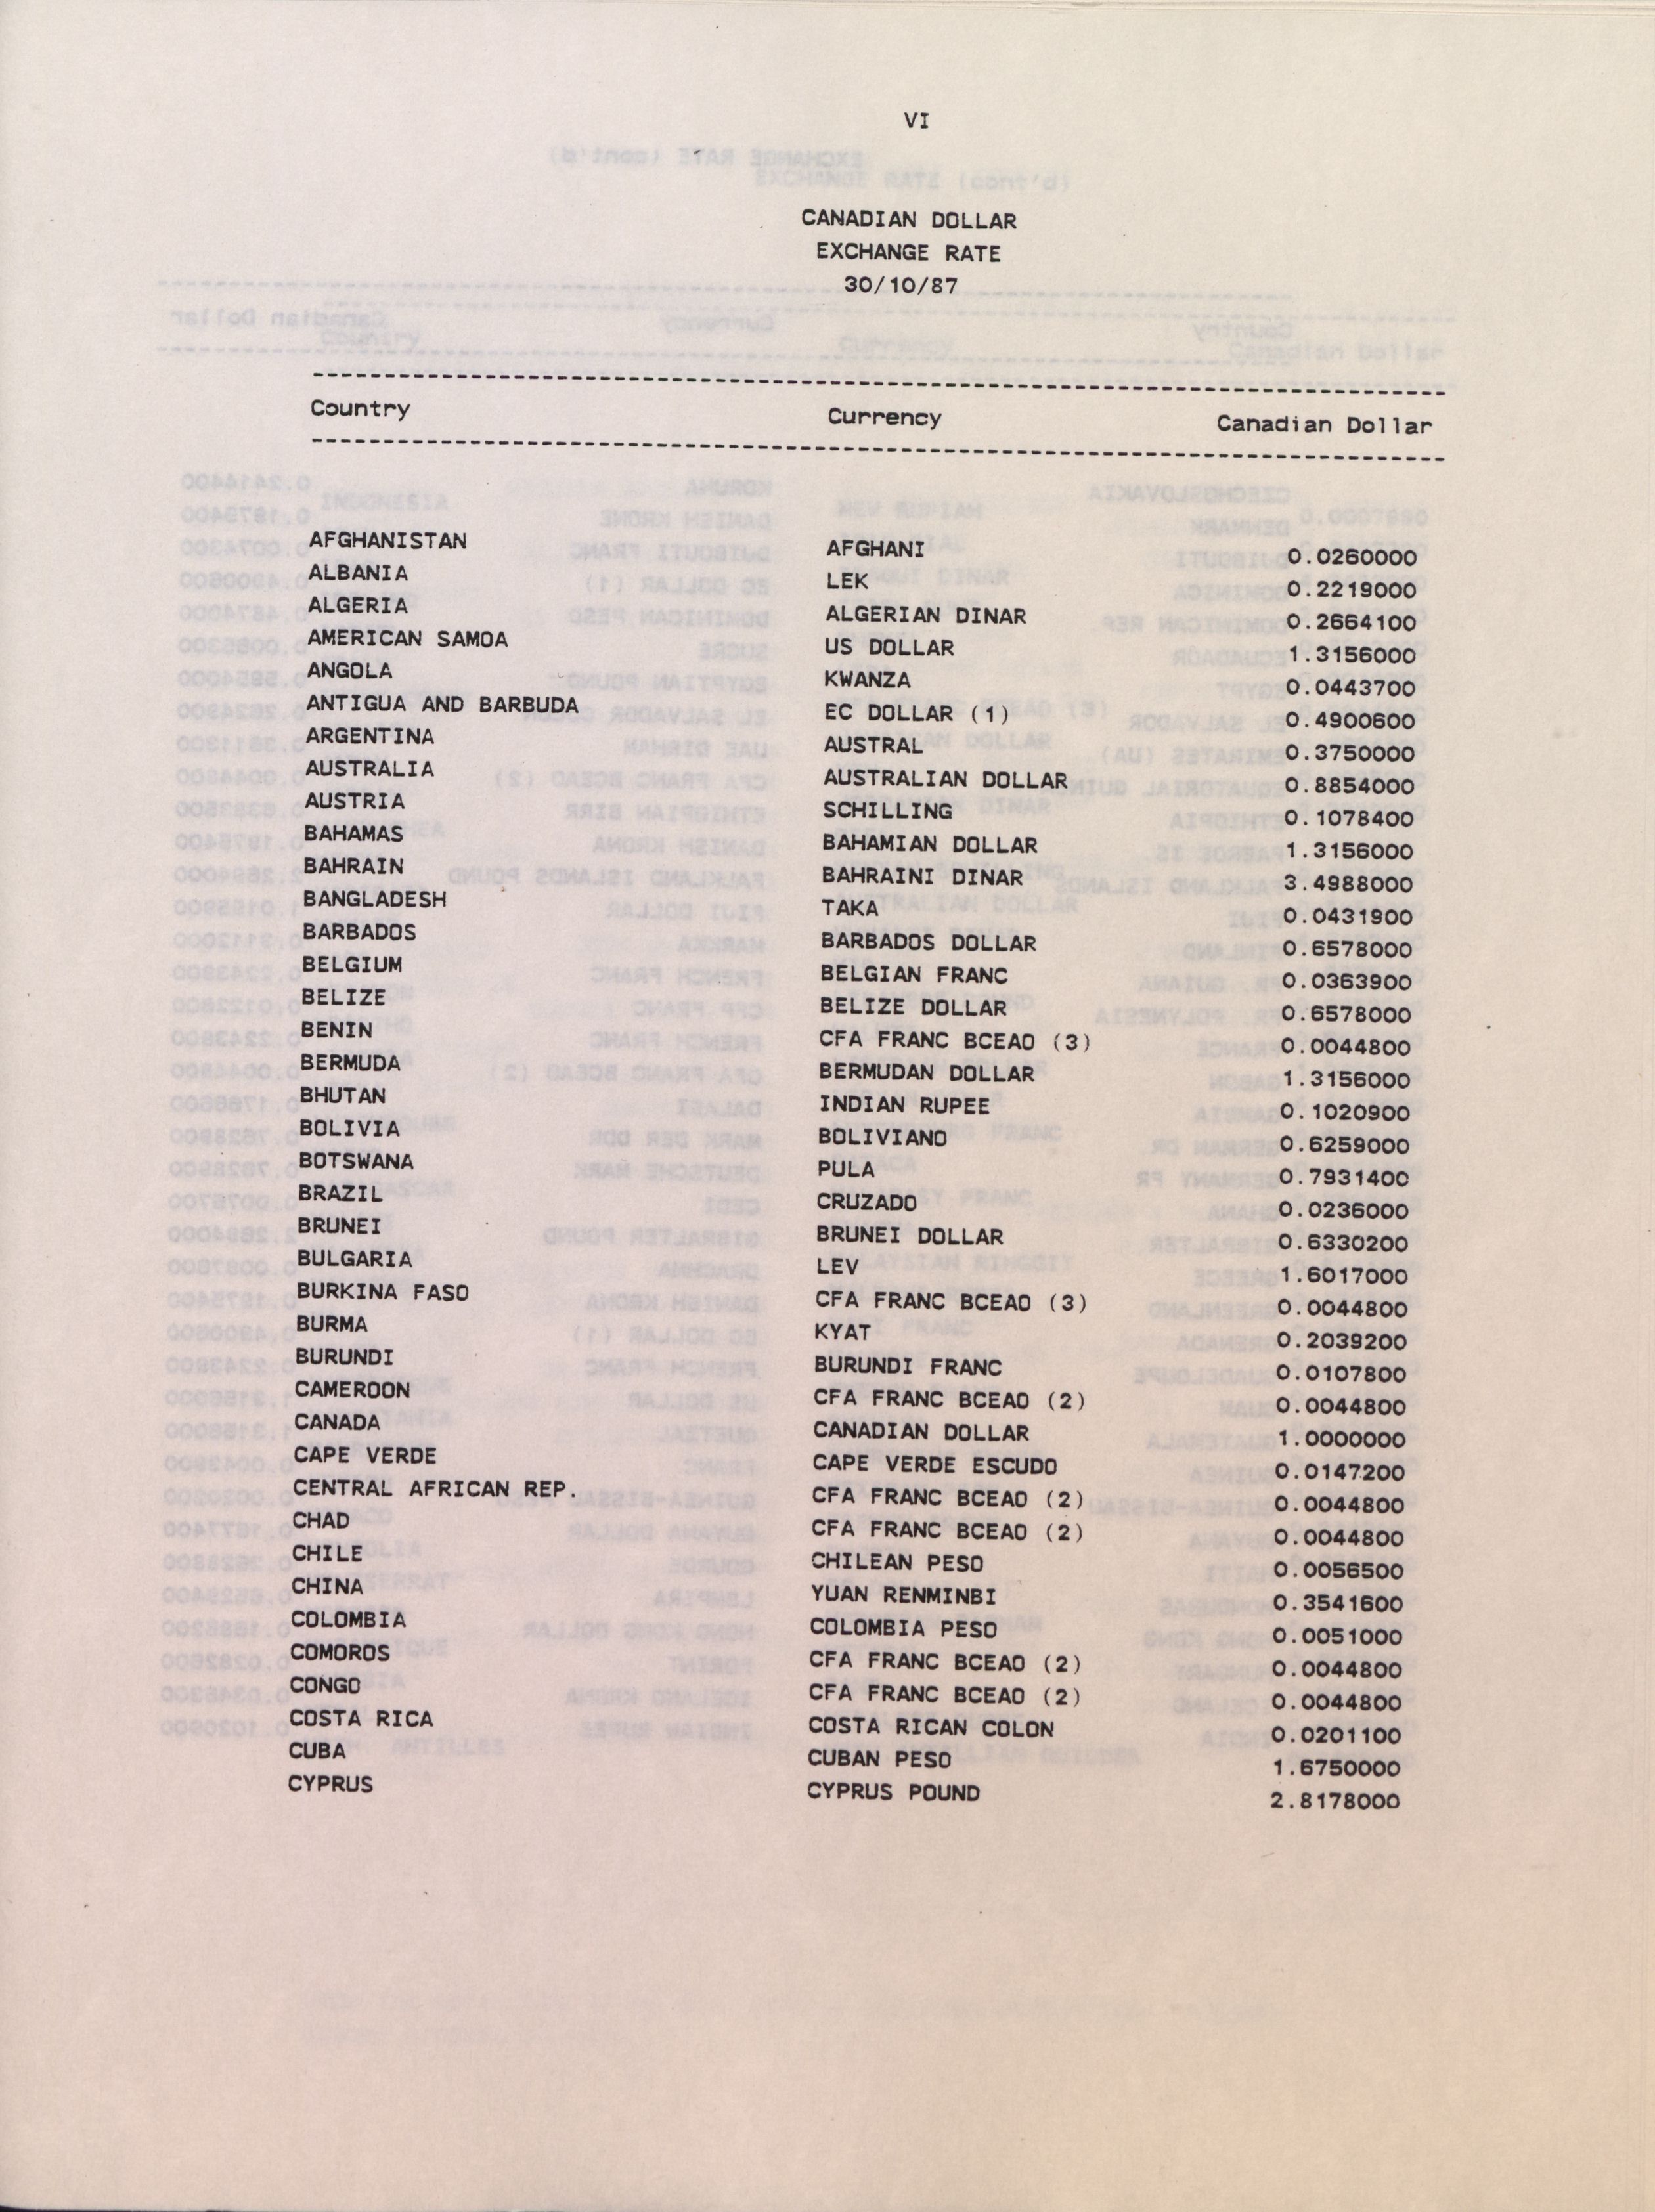 VI
CANADIAN DOLLAR
EXCHANGE RATE
30/10/87
Country Currency Canadian Dollar
AFGHANISTAN AFGHANI 0.0260000
ALBANIA LEK 0.2219000
ALGERIA ALGERIAN DINAR 0.2664100
AMERICAN SAMOA US DOLLAR 1.3156000
ANGOLA KWANZA 0.0443700
ANTIGUA AND BARBUDA EC DOLLAR (1) 0.4900600
ARGENTINA AUSTRAL 0.3750000
AUSTRALIA AUSTRALIAN DOLLAR 0.8854000
AUSTRIA SCHILLING 0.1078400
BAHAMAS BAHAMIAN DOLLAR 1.3156000
BAHRAIN BAHRAINI DINAR 3.4988000
BANGLADESH TAKA 0.0431900
BARBADOS BARBADOS DOLLAR 0.6578000
BELGIUM BELGIAN FRANC 0.0363900
BELIZE BELIZE DOLLAR 0.6578000
BENIN CFA FRANC BCEAO (3) 0.0044800
BERMUDA BERMUDAN DOLLAR 1.3156000
BHUTAN INDIAN RUPEE 0.1020900
BOLIVIA BOLIVIANO 0.6259000
BOTSWANA PULA 0.7931400
BRAZIL CRUZADO 0.0236000
BRUNEI BRUNEI DOLLAR 0.6330200
BULGARIA LEV 1.6017000
BURKINA FASO CFA FRANC BCEAO (3) 0.0044800
BURMA KYAT 0.2039200
BURUNDI BURUNDI FRANC 0.0107800
CAMEROON CFA FRANC BCEAO (2) 0.0044800
CANADA CANADIAN DOLLAR 1.0000000
CAPE VERDE CAPE VERDE ESCUDO 0.0147200
CENTRAL AFRICAN REP. CFA FRANC BCEAO (2) 0.0044800
CHAD CFA FRANC BCEAO (2) 0.0044800
CHILE CHILEAN PESO 0.0056500
CHINA YUAN RENMINBI 0.3541600
COLOMBIA COLOMBIA PESO 0.0051000
COMOROS CFA FRANC BCEAO (2) 0.0044800
CONGO CFA FRANC BCEAO (2) 0.0044800
COSTA RICA COSTA RICAN COLON 0.0201100
CUBA CUBAN PESO 1.6750000
CYPRUS CYPRUS POUND 2.8178000